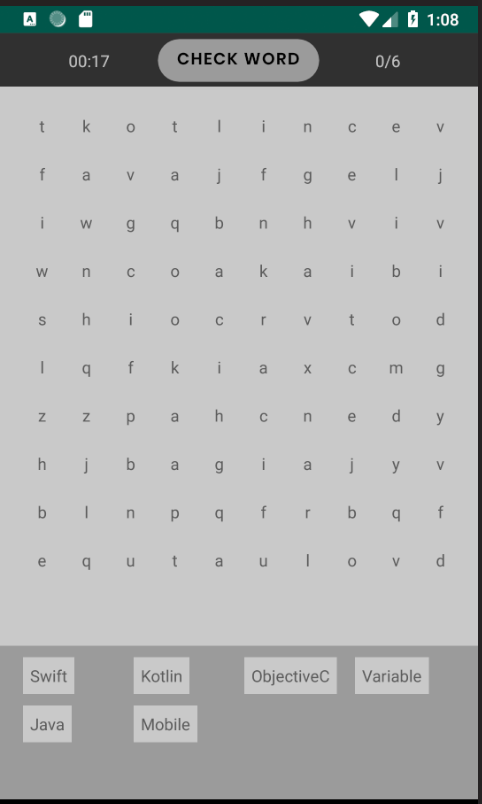 1:08
00:17 CHECK WORD 0/6
t k o t l i n c e v
f a v a j f g e l j
i w g q b n h v i v
w n c o a k a i b i
s h i o c r v t o d
l q f k i a x c m g
z z p a h c n e d y
h j b a g i a j y v
b l n p q f r b q f
e q u t a u l o v d
Swift Kotlin ObjectiveC Variable
Java Mobile